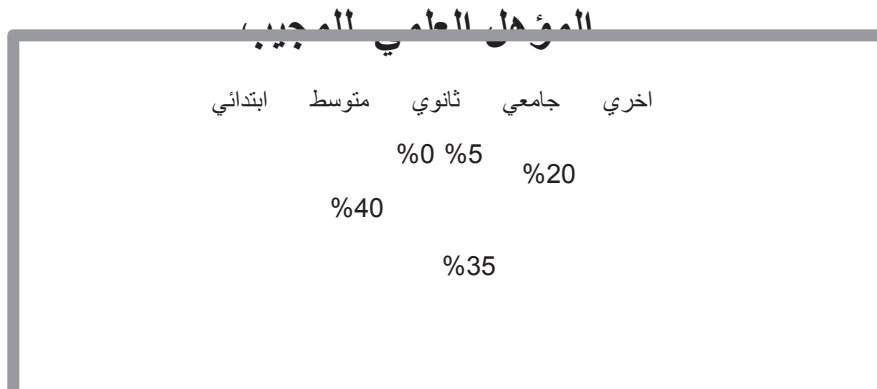 المؤهل العلمي للمجيب
اخري جامعي ثانوي متوسط ابتدائي
%0 %5
%20
%40
%35